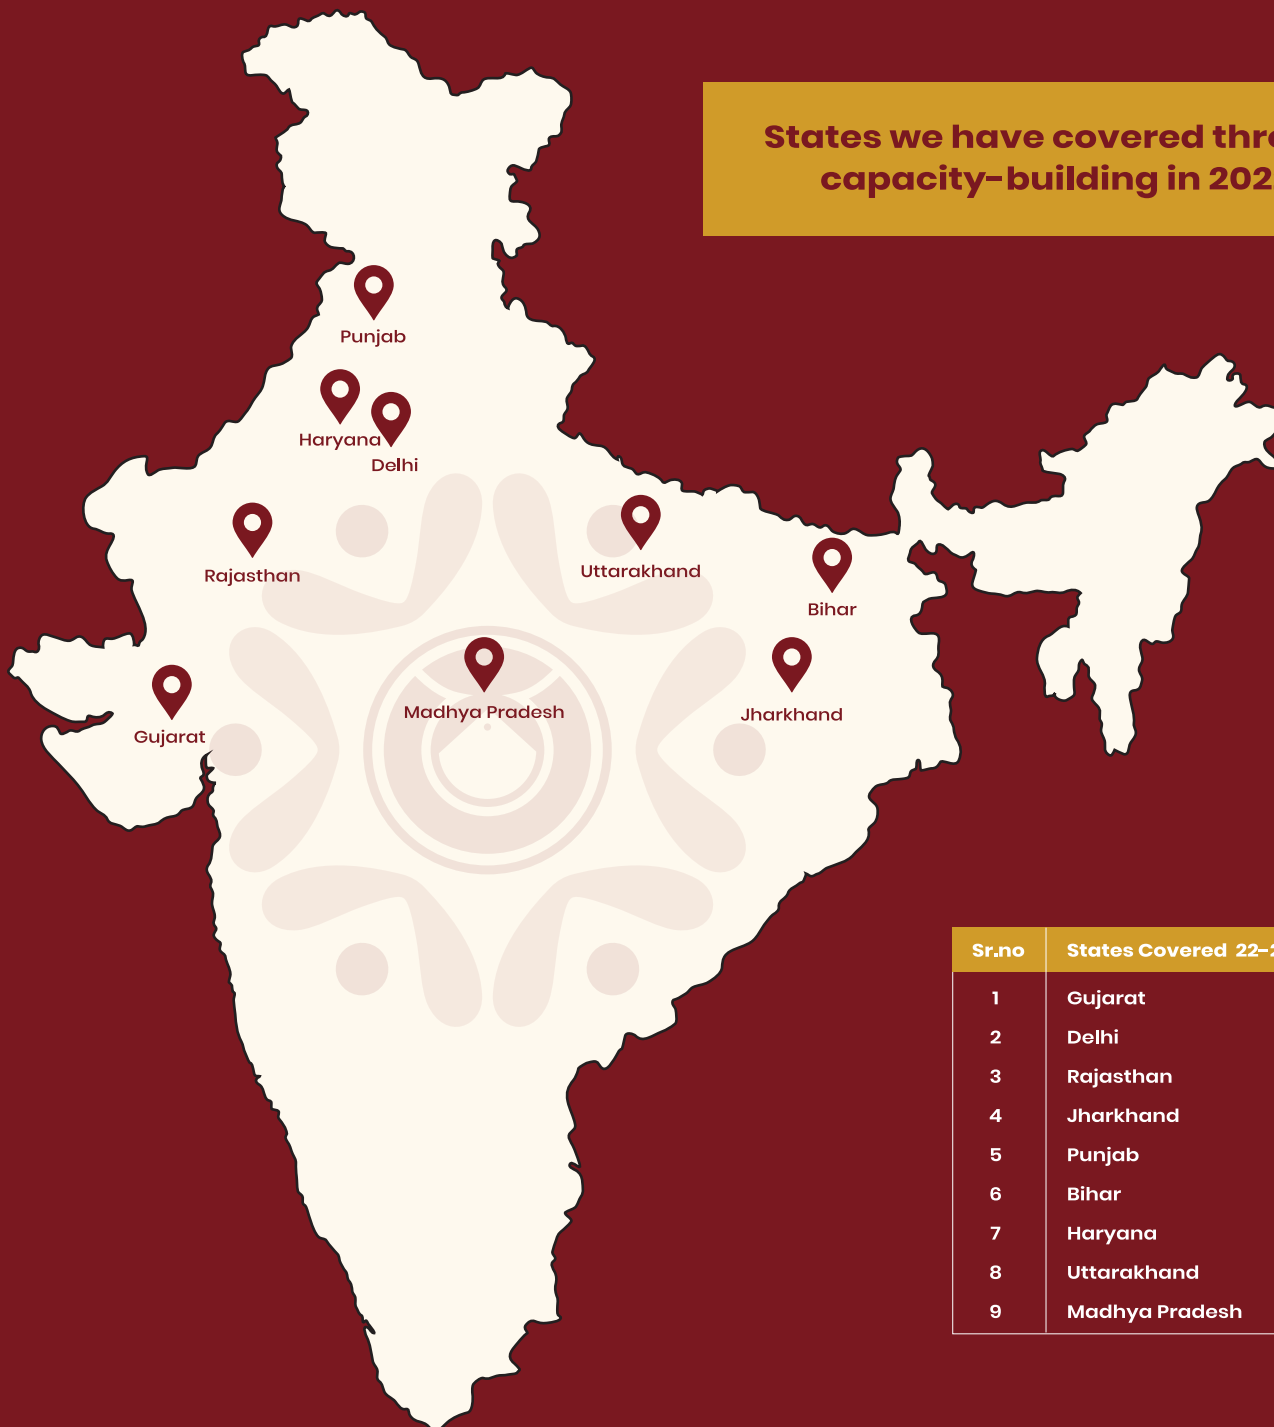 States we have covered thro
capacity-building in 202
Punjab
Haryana
Delhi
Rajasthan
Uttarakhand
Bihar
Madhya Pradesh
Jharkhand
Gujarat
Sr.no States Covered 22-
1 Gujarat
2 Delhi
3 Rajasthan
4 Jharkhand
5 Punjab
6 Bihar
7 Haryana
8 Uttarakhand
9 Madhya Pradesh